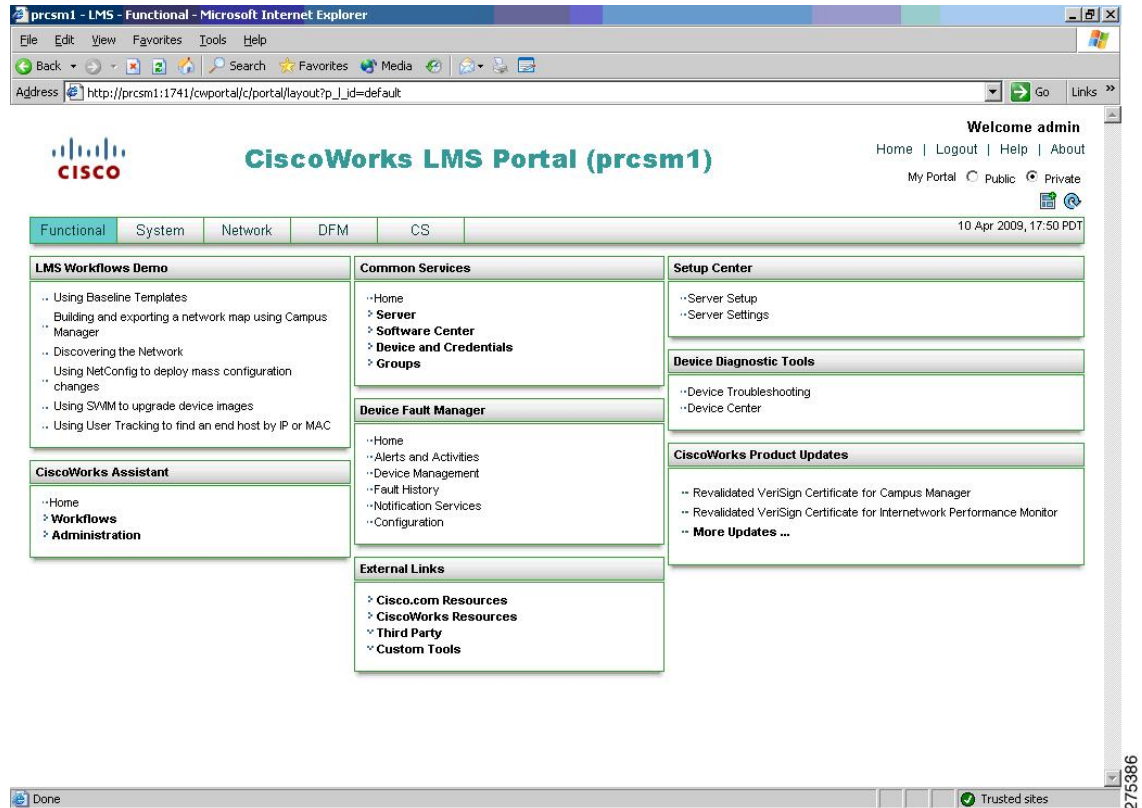 prcsm1 - LMS - Functional - Microsoft Internet Explorer
File Edit View Favorites Tools Help
Back Search Favorites Media
Address http://prcsm1:1741/cwportal/c/portal/layout?p_l_id=default Go Links »
Welcome admin
CISCO
CiscoWorks LMS Portal (prcsm1)
Home | Logout | Help | About
My Portal Public Private
Functional System Network DFM CS
10 Apr 2009, 17:50 PDT
LMS Workflows Demo
Using Baseline Templates
Building and exporting a network map using Campus
Manager
Discovering the Network
Using NetConfig to deploy mass configuration
changes
Using SWIM to upgrade device images
Using User Tracking to find an end host by IP or MAC
CiscoWorks Assistant
Home
Workflows
Administration
Common Services
Home
Server
Software Center
Device and Credentials
Groups
Device Fault Manager
Home
Alerts and Activities
Device Management
Fault History
Notification Services
Configuration
External Links
Cisco.com Resources
CiscoWorks Resources
Third Party
Custom Tools
Setup Center
Server Setup
Server Settings
Device Diagnostic Tools
Device Troubleshooting
Device Center
CiscoWorks Product Updates
Revalidated VeriSign Certificate for Campus Manager
Revalidated VeriSign Certificate for Internetwork Performance Monitor
More Updates ...
Done
Trusted sites
275386